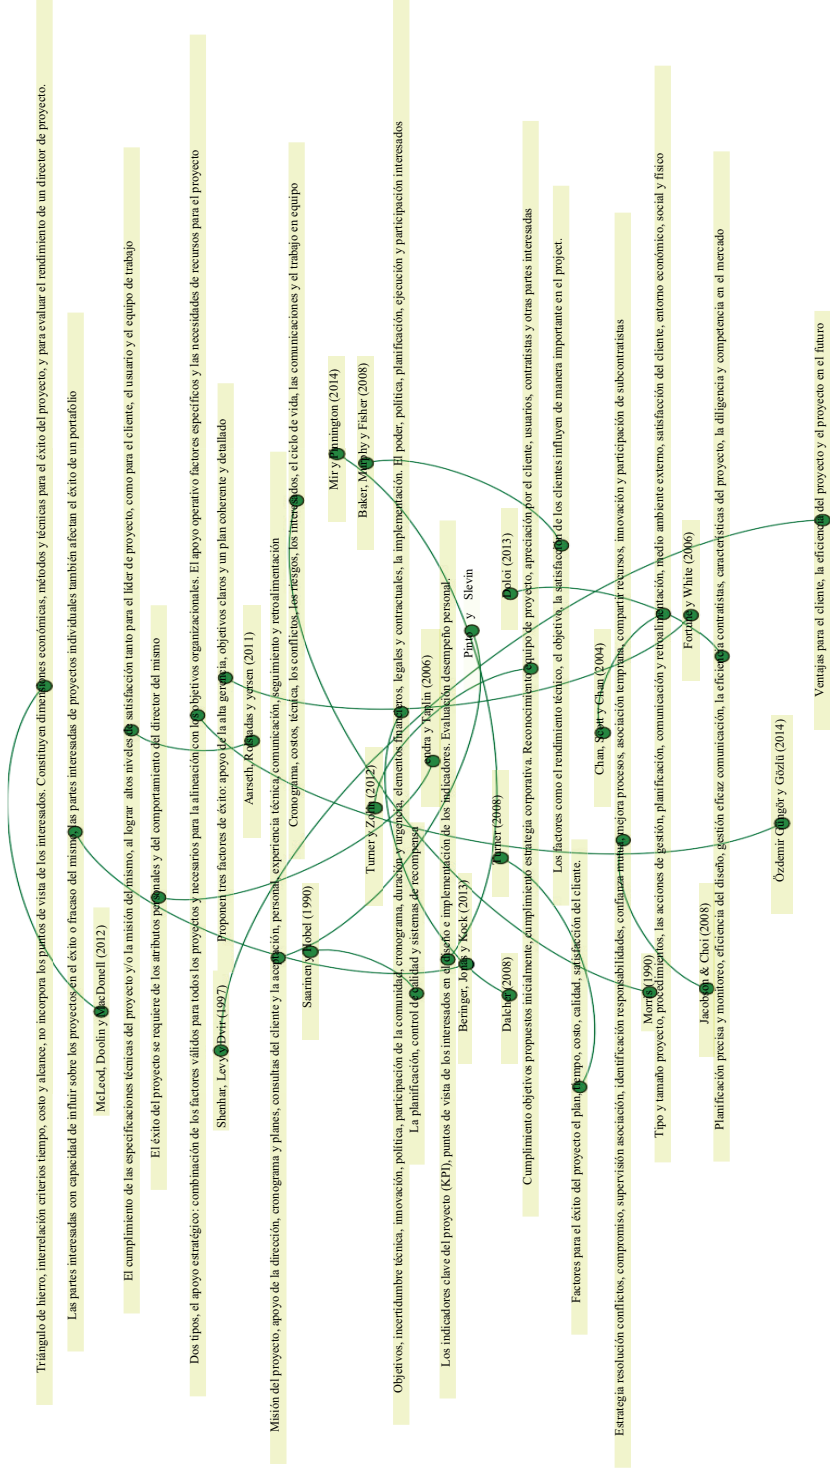 Triángulo de hierro, interrelación criterios tiempo, costo y alcance, no incorpora los puntos de vista de los interesados. Constituyen dimensiones económicas, métodos y técnicas para el éxito del proyecto, y para evaluar el rendimiento de un director de proyecto.
Las partes interesadas con capacidad de influir sobre los proyectos en el éxito o fracaso del mismo, las partes interesadas de proyectos individuales también afectan el éxito de un portafolio
McLeod, Doolin y MacDonell (2012)
El cumplimiento de las especificaciones técnicas del proyecto y/o la misión del mismo, al lograr altos niveles de satisfacción tanto para el líder de proyecto, como para el cliente, el usuario y el equipo de trabajo
El éxito del proyecto se requiere de los atributos personales y del comportamiento del director del mismo
Dos tipos, el apoyo estratégico: combinación de los factores válidos para todos los proyectos y necesarios para la alineación con los objetivos organizacionales. El apoyo operativo factores específicos y las necesidades de recursos para el proyecto
Shenhar, Levy y Dvir (1997)
Proponen tres factores de éxito: apoyo de la alta gerencia, objetivos claros y un plan coherente y detallado
Aarseth, Rolstadas y yersen (2011)
Misión del proyecto, apoyo de la dirección, cronograma y planes, consultas del cliente y la aceptación, personal, experiencia técnica, comunicación, seguimiento y retroalimentación
Cronograma, costos, técnica, los conflictos, los riesgos, los interesados, el ciclo de vida, las comunicaciones y el trabajo en equipo
Saarinen y Hobel (1990)
Mir y Pinnington (2014)
Baker, Murphy y Fisher (2008)
Turner y Zolin (2012)
Objetivos, incertidumbre técnica, innovación, política, participación de la comunidad, cronograma, duración y urgencia, elementos financieros, legales y contractuales, la implementación. El poder, política, planificación, ejecución y participación interesados
La planificación, control de calidad y sistemas de recompensa
y Taplin (2006)
Los indicadores clave del proyecto (KPI), puntos de vista de los interesados en el diseño e implementación de los indicadores. Evaluación desempeño personal.
Beringer, Jonas y Kock (2013)
Pinto y Slevin
Turner (2008)
Dalcher (2008)
Doloi (2013)
Cumplimiento objetivos propuestos inicialmente, cumplimiento estrategia corporativa. Reconocimiento equipo de proyecto, apreciación por el cliente, usuarios, contratistas y otras partes interesadas
Los factores como el rendimiento técnico, el objetivo, la satisfacción de los clientes influyen de manera importante en el project.
Factores para el éxito del proyecto el plan, tiempo, costo, calidad, satisfacción del cliente.
Chan, Scott y Chan (2004)
Estrategia resolución conflictos, compromiso, supervisión asociación, identificación responsabilidades, confianza mutua, mejora procesos, asociación temprana, compartir recursos, innovación y participación de subcontratistas
Morris (1990)
Tipo y tamaño proyecto, procedimientos, las acciones de gestión, planificación, comunicación y retroalimentación, medio ambiente externo, satisfacción del cliente, entorno económico, social y físico
Fortune y White (2006)
Jacobson & Choi (2008)
Planificación precisa y monitoreo, eficiencia del diseño, gestión eficaz comunicación, la eficiencia contratistas, características del proyecto, la diligencia y competencia en el mercado
Özdemir Güngör y Gözlü (2014)
Ventajas para el cliente, la eficiencia del proyecto y el proyecto en el futuro